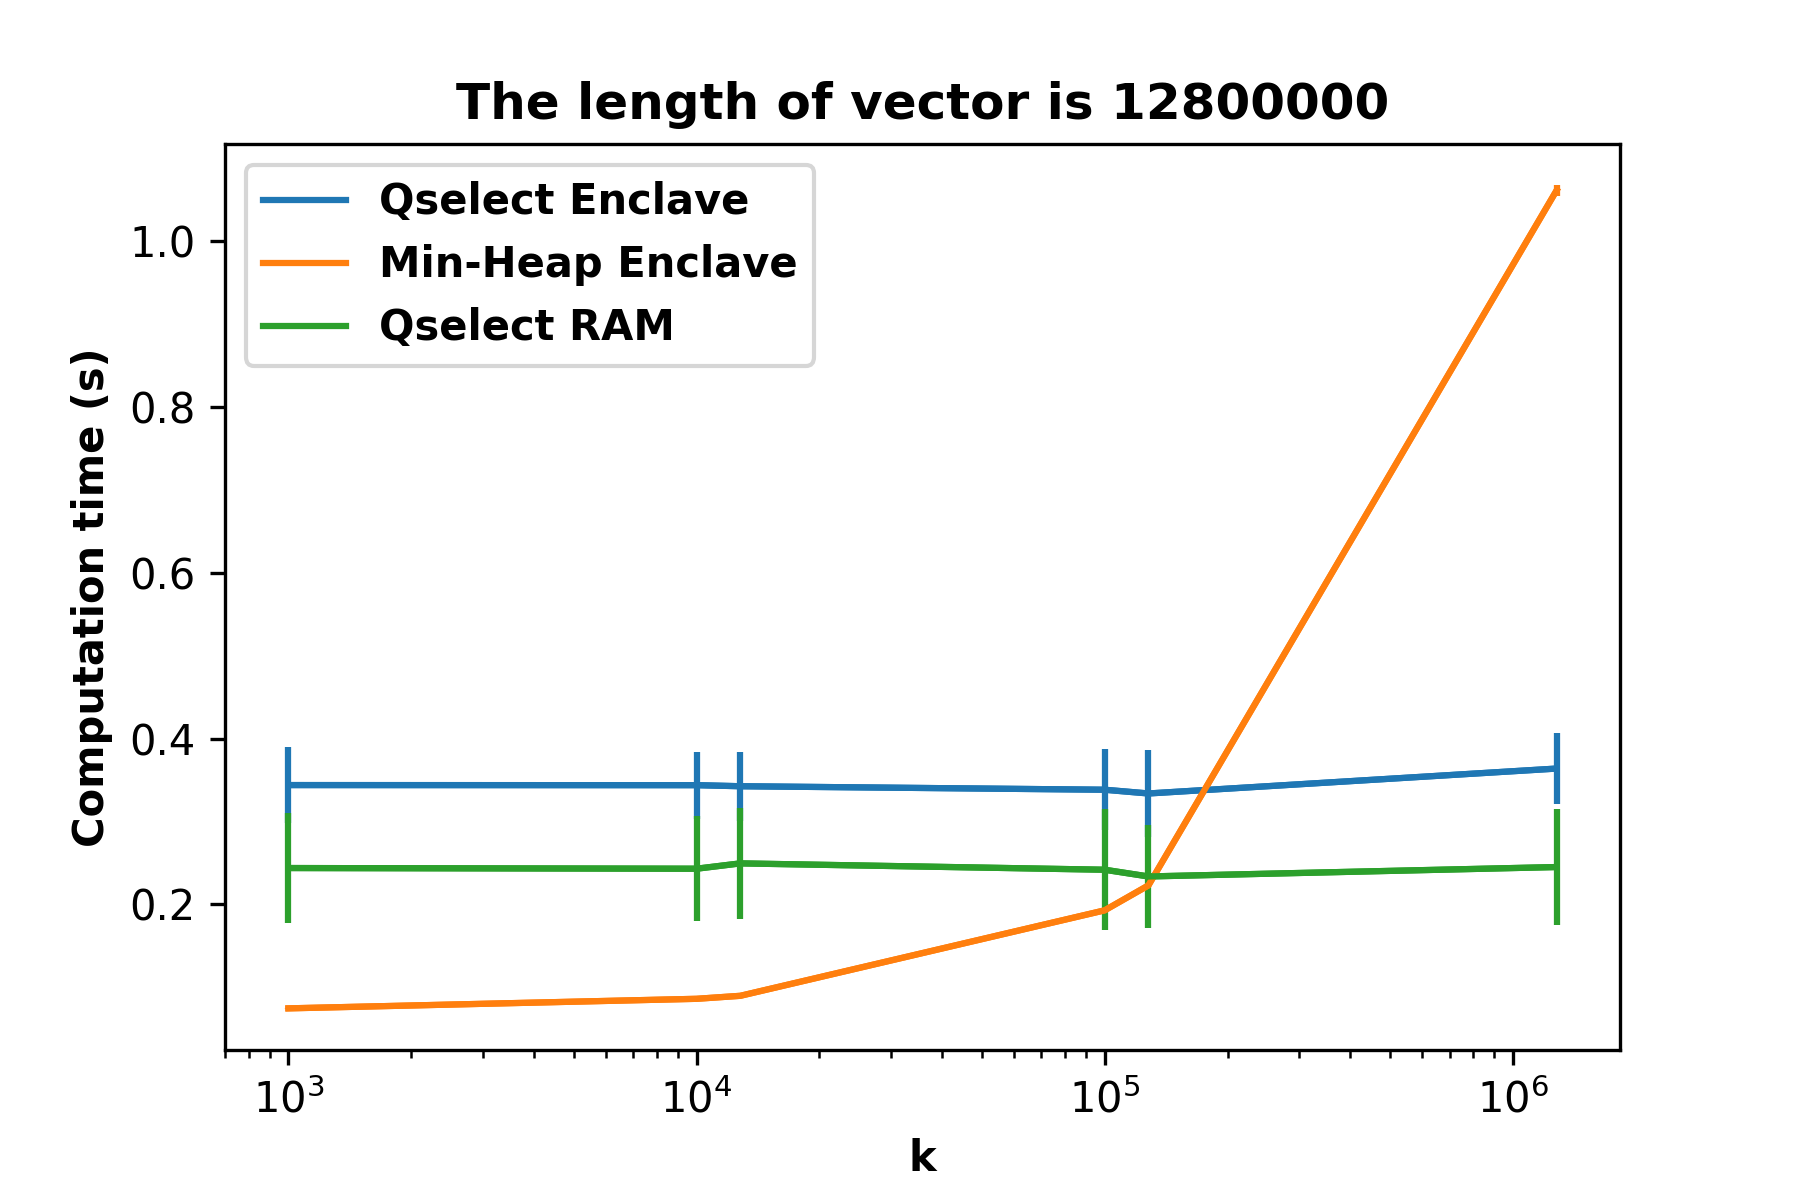 The length of vector is 12800000
Qselect Enclave
Min-Heap Enclave
Qselect RAM
Computation time (s)
1.0
0.8
0.6
0.4
0.2
10³ 10⁴ 10⁵ 10⁶
k